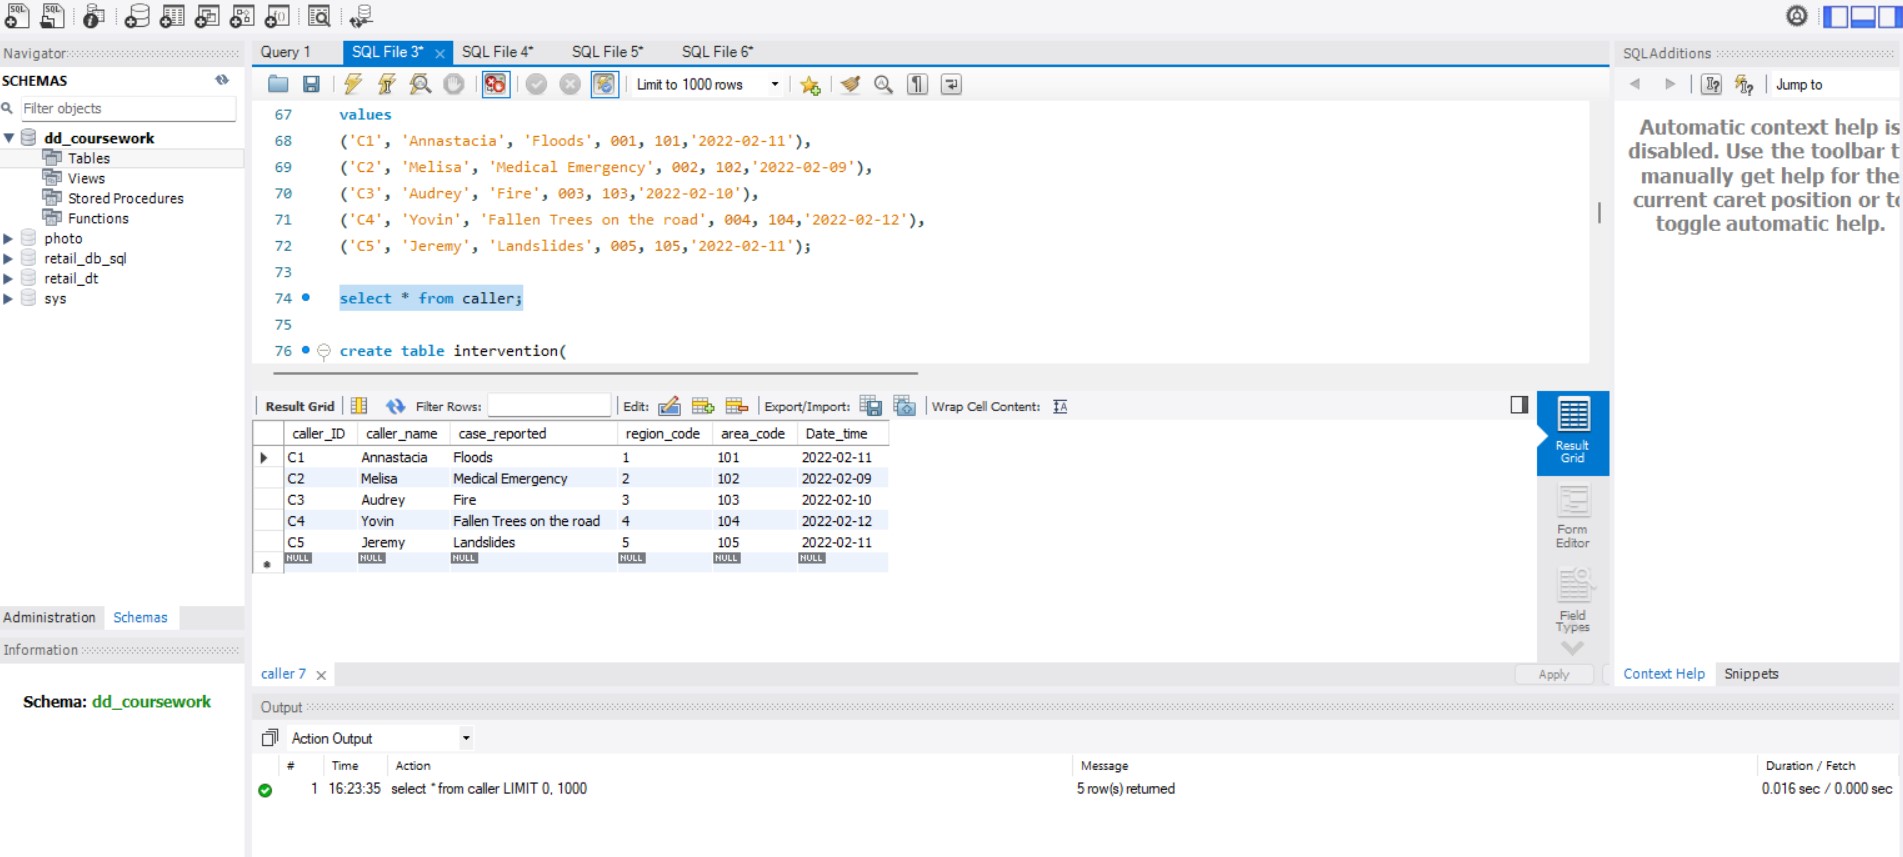 Navigator
Query 1
SQL File 3*
SQL File 4*
SQL File 5*
SQL File 6*
SQLAdditions
SCHEMAS
Filter objects
dd_coursework
Tables
Views
Stored Procedures
Functions
photo
retail_db_sql
retail_dt
sys
Limit to 1000 rows
Jump to
67 values
68 ('C1', 'Annastacia', 'Floods', 001, 101,'2022-02-11'),
69 ('C2', 'Melisa', 'Medical Emergency', 002, 102,'2022-02-09'),
70 ('C3', 'Audrey', 'Fire', 003, 103,'2022-02-10'),
71 ('C4', 'Yovin', 'Fallen Trees on the road', 004, 104,'2022-02-12'),
72 ('C5', 'Jeremy', 'Landslides', 005, 105,'2022-02-11');
73
74 select * from caller;
75
76 create table intervention(
Automatic context help is
disabled. Use the toolbar t
manually get help for the
current caret position or to
toggle automatic help.
Result Grid Filter Rows: Edit: Export/Import: Wrap Cell Content:
caller_ID caller_name case_reported region_code area_code Date_time
C1 Annastacia Floods 1 101 2022-02-11
C2 Melisa Medical Emergency 2 102 2022-02-09
C3 Audrey Fire 3 103 2022-02-10
C4 Yovin Fallen Trees on the road 4 104 2022-02-12
C5 Jeremy Landslides 5 105 2022-02-11
NULL NULL NULL NULL NULL NULL
Result
Grid
Form
Editor
Field
Types
Administration Schemas
Information
Schema: dd_coursework
caller 7
Apply
Context Help Snippets
Output
Action Output
# Time Action Message Duration / Fetch
1 16:23:35 select * from caller LIMIT 0, 1000 5 row(s) returned 0.016 sec / 0.000 sec